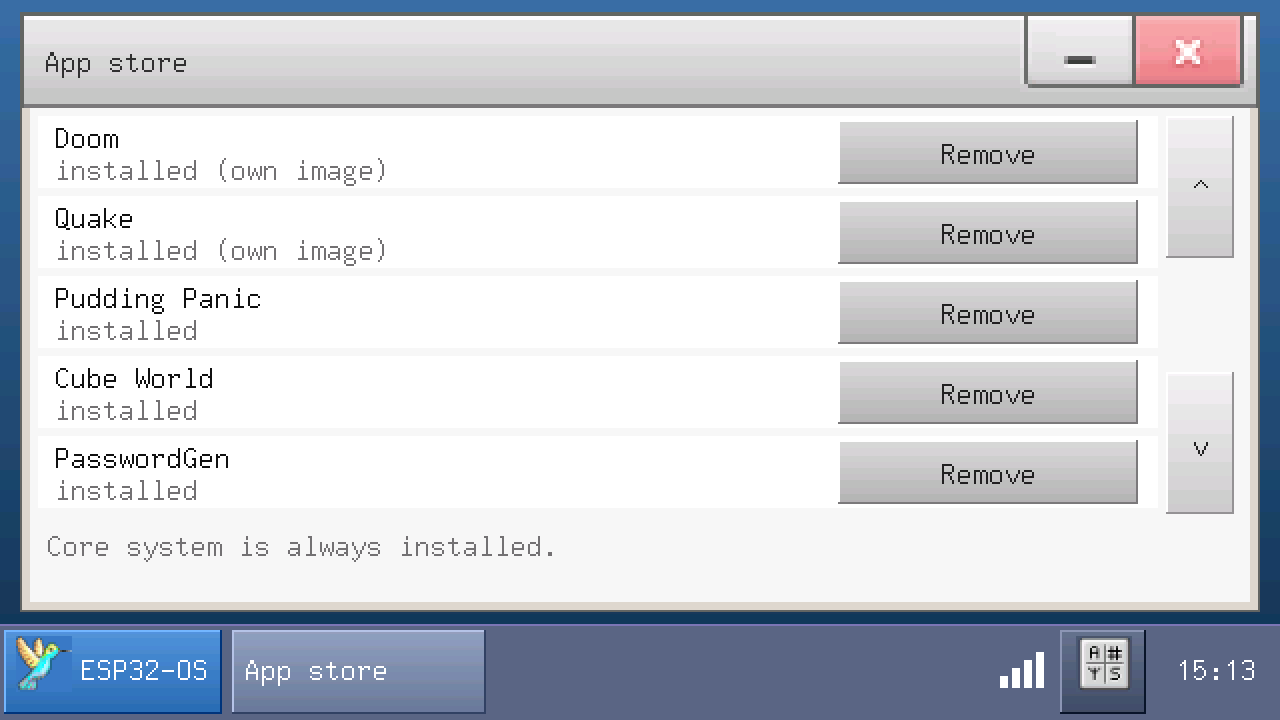 App store
Doom
installed (own image)
Remove
Quake
installed (own image)
Remove
Pudding Panic
installed
Remove
Cube World
installed
Remove
PasswordGen
installed
Remove
^
v
Core system is always installed.
ESP32-OS
App store
A #
Y S
15:13